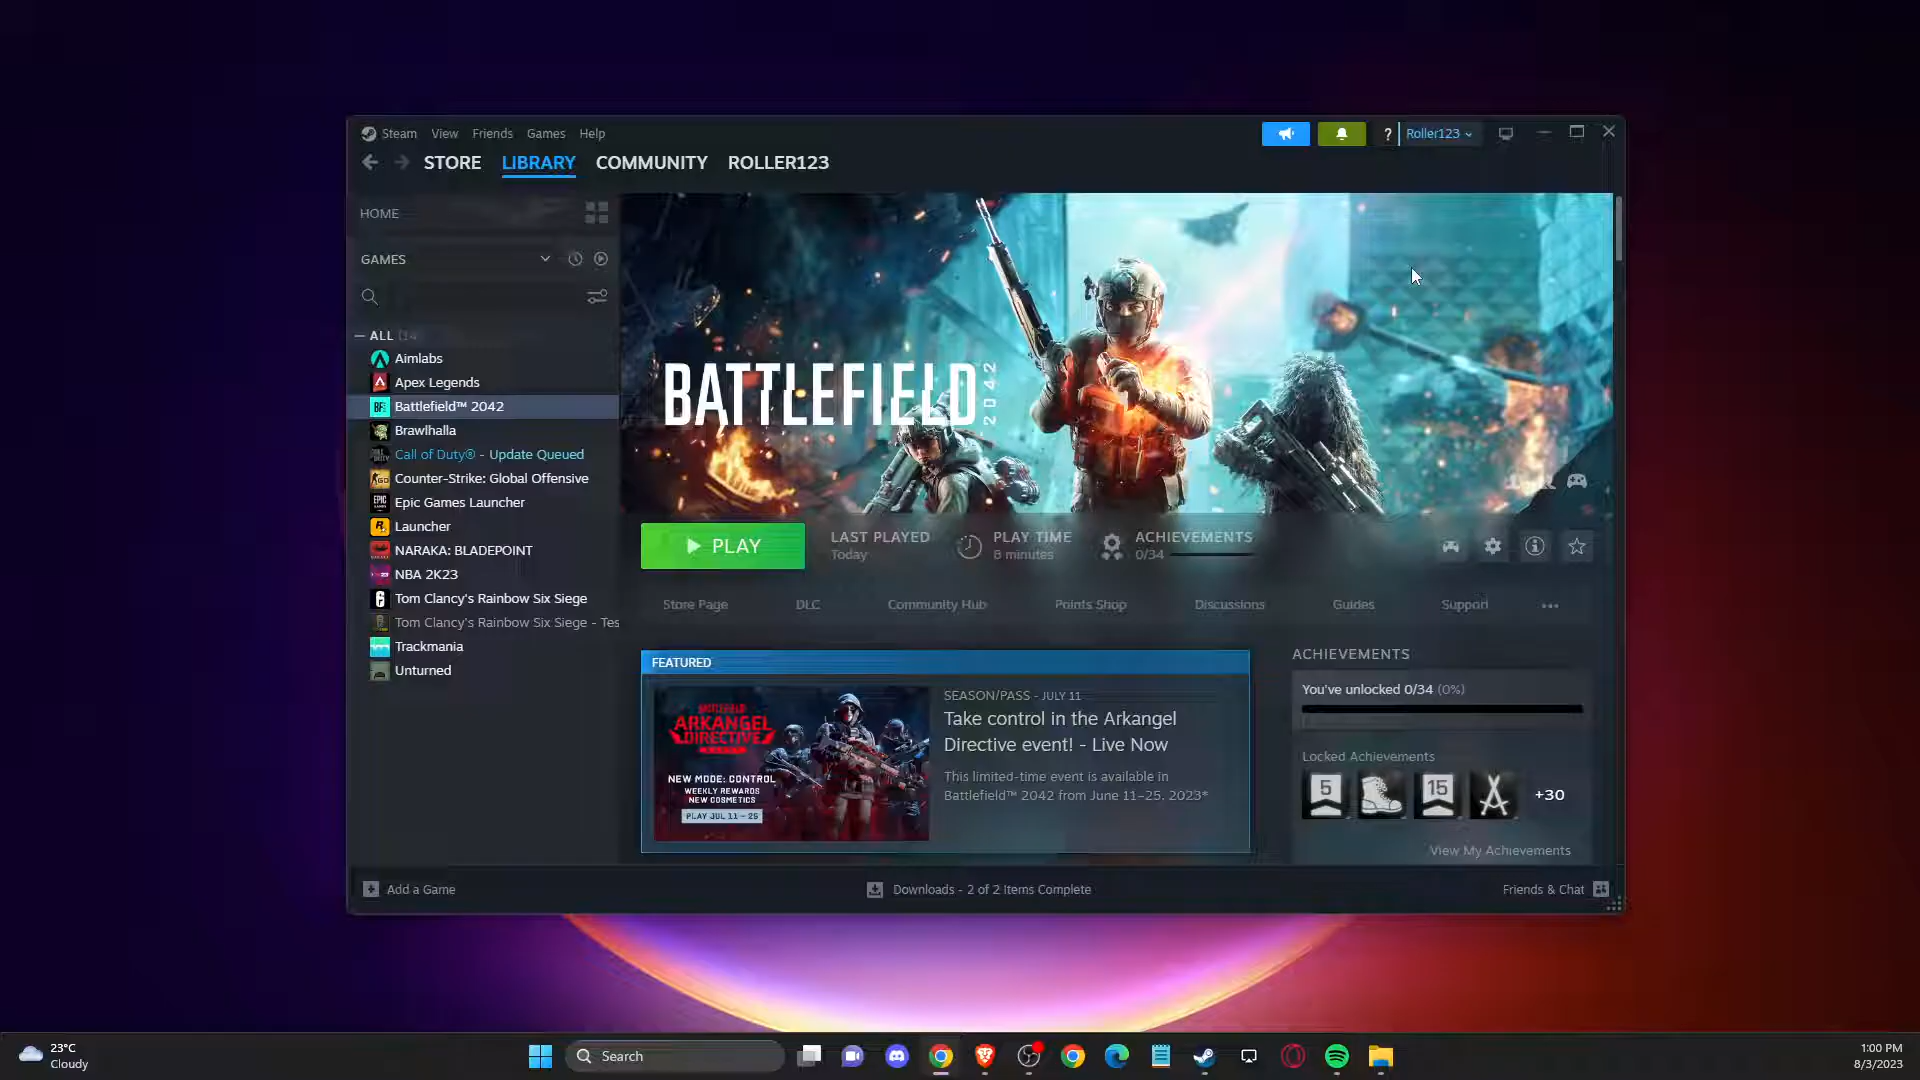 Steam View Friends Games Help
? Roller123
STORE LIBRARY COMMUNITY ROLLER123
HOME
GAMES
ALL (14
Aimlabs
Apex Legends
Battlefield™ 2042
Brawlhalla
Call of Duty® - Update Queued
Counter-Strike: Global Offensive
Epic Games Launcher
Launcher
NARAKA: BLADEPOINT
NBA 2K23
Tom Clancy's Rainbow Six Siege
Tom Clancy's Rainbow Six Siege - Tes
Trackmania
Unturned
BATTLEFIELD 2042
PLAY
LAST PLAYED
Today
PLAY TIME
8 minutes
ACHIEVEMENTS
0/34
Store Page DLC Community Hub Points Shop Discussions Guides Support
FEATURED
BATTLEFIELD
ARKANGEL
DIRECTIVE
NEW MODE: CONTROL
WEEKLY REWARDS
NEW COSMETICS
PLAY JUL 11 – 25
SEASON/PASS - JULY 11
Take control in the Arkangel
Directive event! - Live Now
This limited-time event is available in
Battlefield™ 2042 from June 11–25, 2023*
ACHIEVEMENTS
You've unlocked 0/34 (0%)
Locked Achievements
5
15
+30
View My Achievements
Add a Game
Downloads - 2 of 2 Items Complete
Friends & Chat
23°C
Cloudy
Search
1:00 PM
8/3/2023